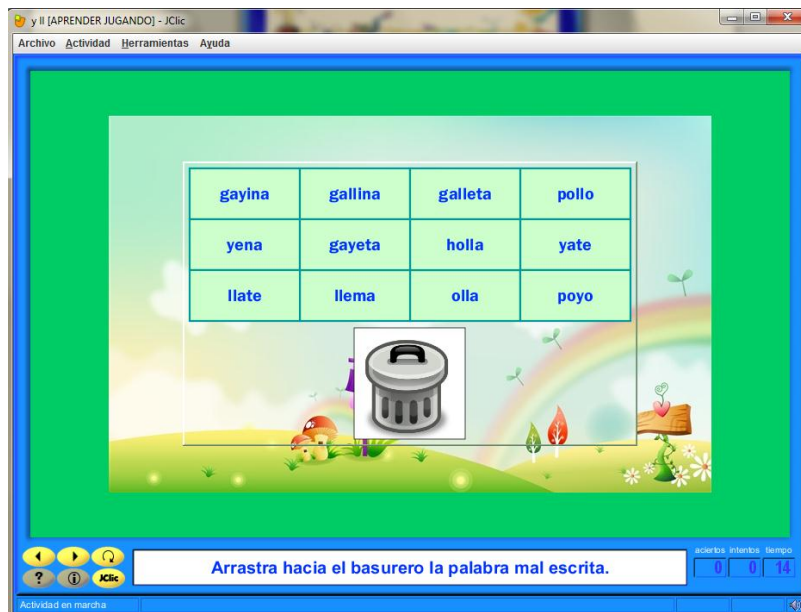 y ll [APRENDER JUGANDO] - JClic
Archivo Actividad Herramientas Ayuda
gayina gallina galleta pollo
yena gayeta holla yate
llate llema olla poyo
aciertos intentos tiempo
? i JClic
Arrastra hacia el basurero la palabra mal escrita.
0 0 14
Actividad en marcha